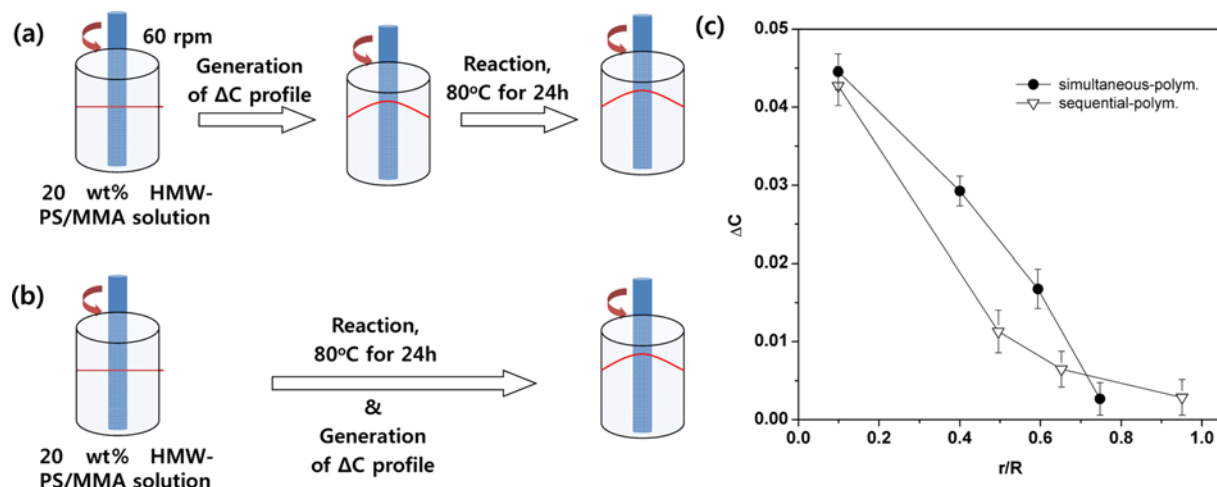 (a)
60 rpm
Generation
of ΔC profile
Reaction,
80ºC for 24h
20 wt% HMW-
PS/MMA solution
(b)
Reaction,
80ºC for 24h
&
Generation
of ΔC profile
20 wt% HMW-
PS/MMA solution
(c)
0.05
0.04
0.03
0.02
0.01
0.00
ΔC
simultaneous-polym.
sequential-polym.
0.0 0.2 0.4 0.6 0.8 1.0
r/R